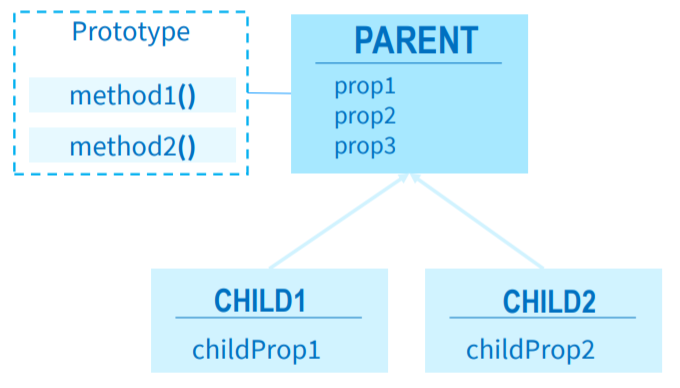 Prototype
method1()
method2()
PARENT
prop1
prop2
prop3
CHILD1
childProp1
CHILD2
childProp2